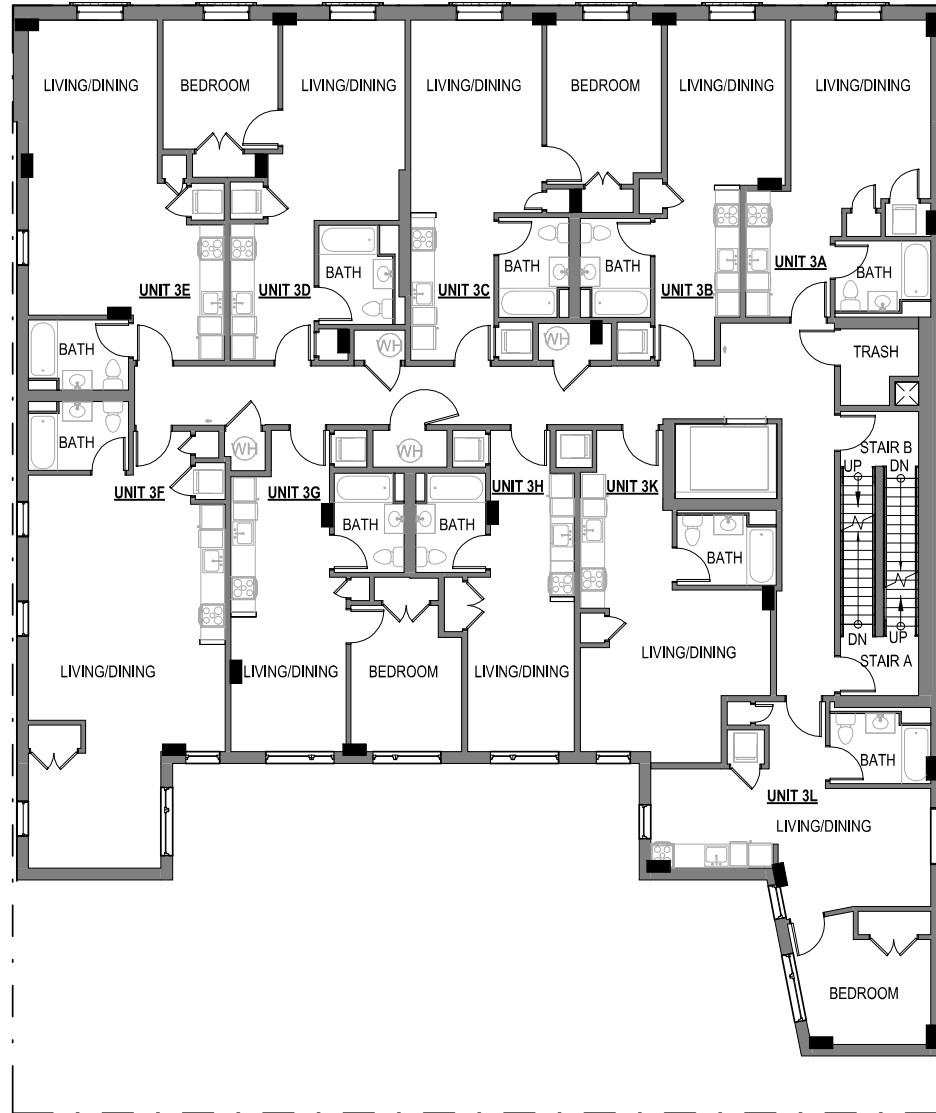 LIVING/DINING
BEDROOM
LIVING/DINING
LIVING/DINING
BEDROOM
LIVING/DINING
LIVING/DINING
BATH
UNIT 3E
UNIT 3D
UNIT 3C
BATH
BATH
UNIT 3B
UNIT 3A
BATH
BATH
WH
WH
TRASH
BATH
WH
WH
STAIR B
UP
DN
UNIT 3F
UNIT 3G
UNIT 3H
UNIT 3K
BATH
BATH
BATH
DN
UP
STAIR A
LIVING/DINING
LIVING/DINING
BEDROOM
LIVING/DINING
LIVING/DINING
BATH
UNIT 3L
LIVING/DINING
BEDROOM